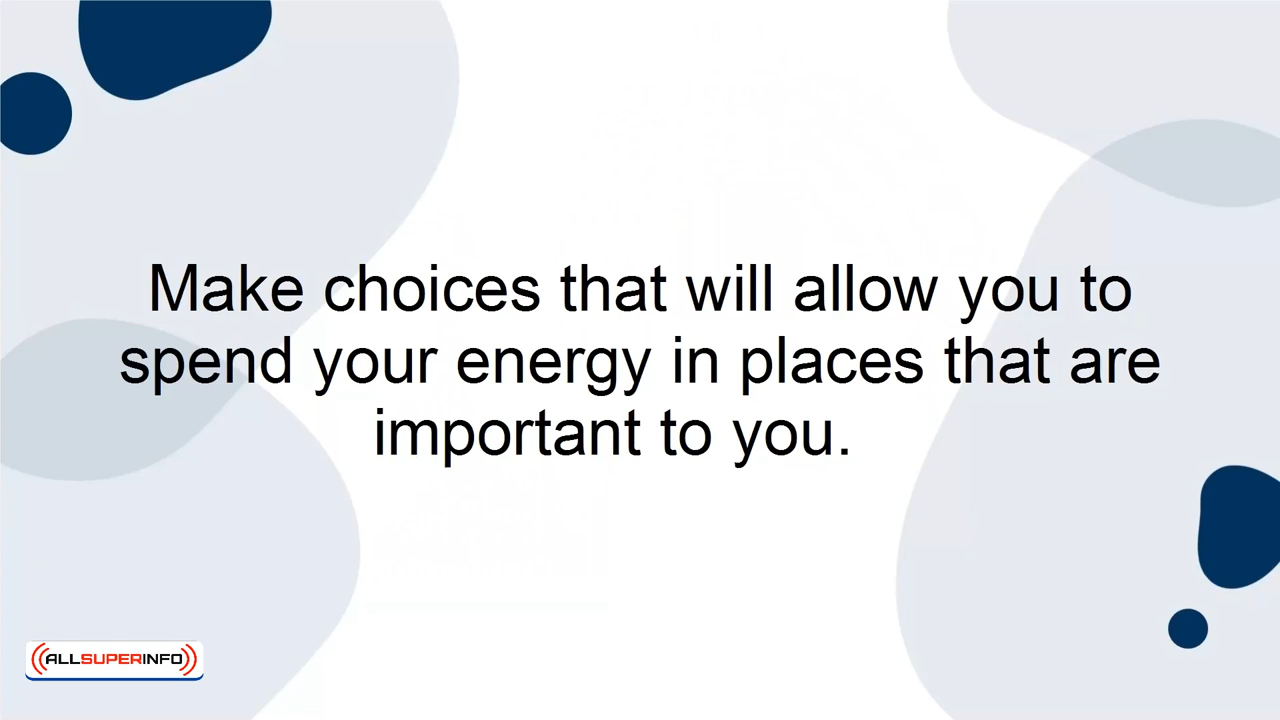 Make choices that will allow you to
spend your energy in places that are
important to you.
ALLSUPERINFO